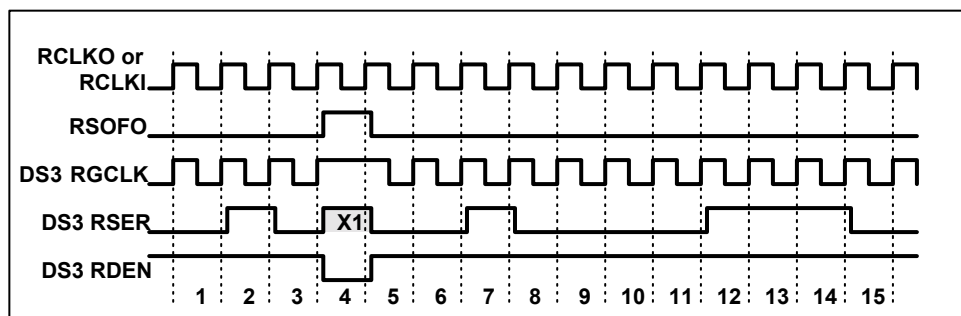 RCLKO or
RCLKI
RSOFO
DS3 RGCLK
DS3 RSER
X1
DS3 RDEN
1 2 3 4 5 6 7 8 9 10 11 12 13 14 15